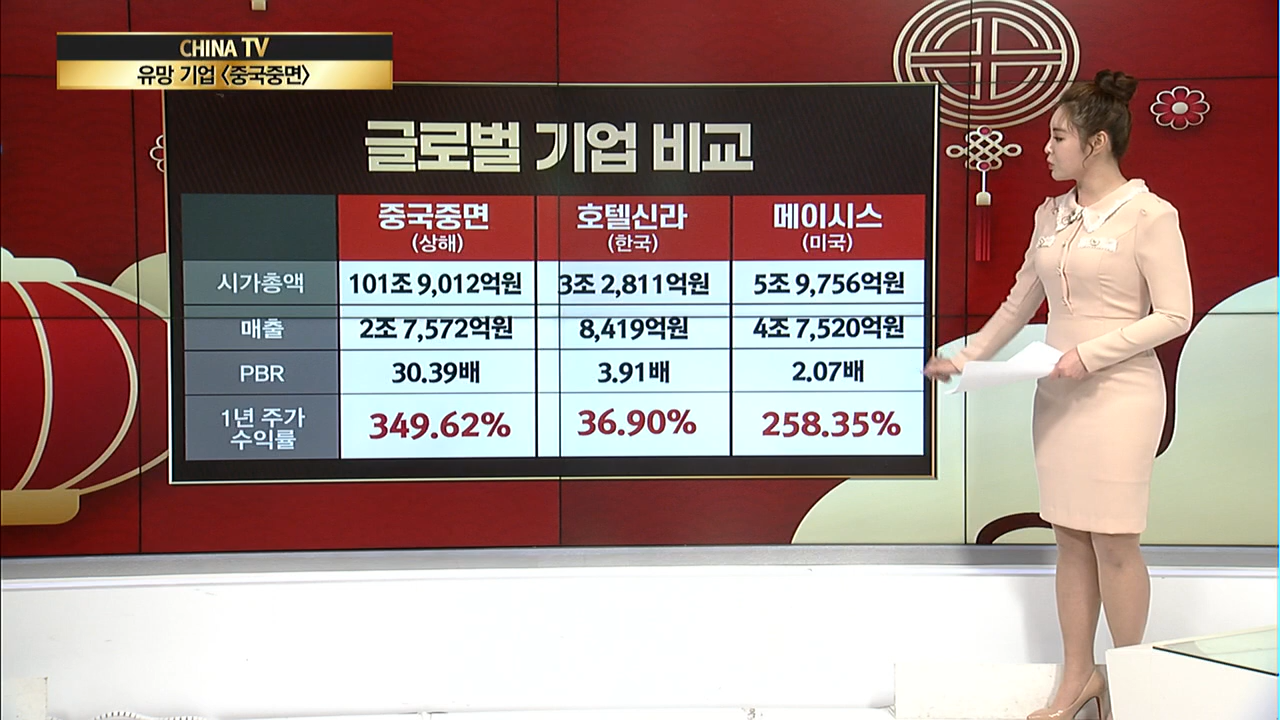 CHINA TV
유망 기업 <중국중면>
글로벌 기업 비교
중국중면 호텔신라 메이시스
(상해) (한국) (미국)
시가총액 101조 9,012억원 3조 2,811억원 5조 9,756억원
매출 2조 7,572억원 8,419억원 4조 7,520억원
PBR 30.39배 3.91배 2.07배
1년 주가 349.62% 36.90% 258.35%
수익률